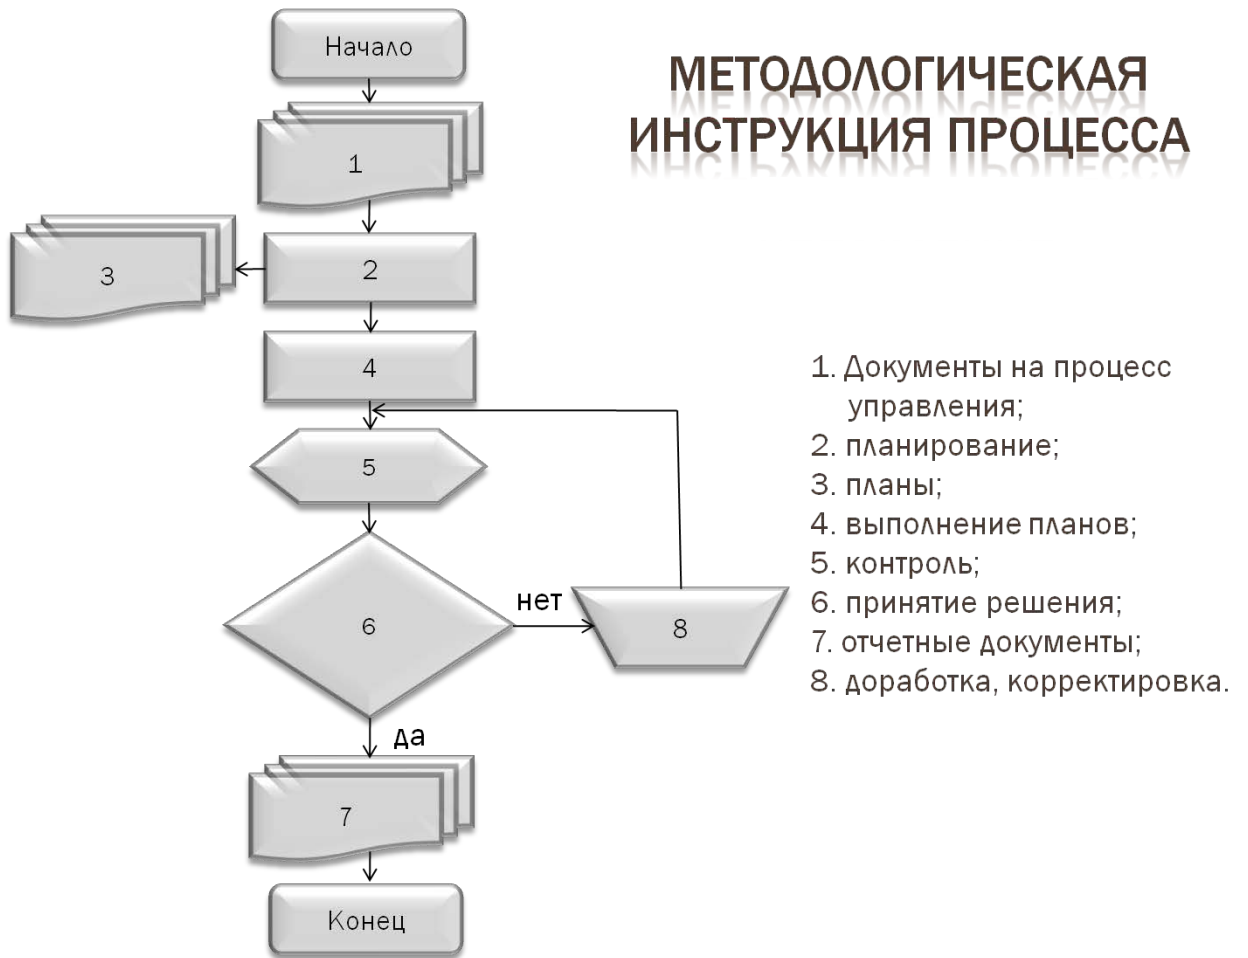 Начало
МЕТОДОЛОГИЧЕСКАЯ
ИНСТРУКЦИЯ ПРОЦЕССА
1
3
2
4
5
6
нет
8
да
7
Конец
1. Документы на процесс
управления;
2. планирование;
3. планы;
4. выполнение планов;
5. контроль;
6. принятие решения;
7. отчетные документы;
8. доработка, корректировка.